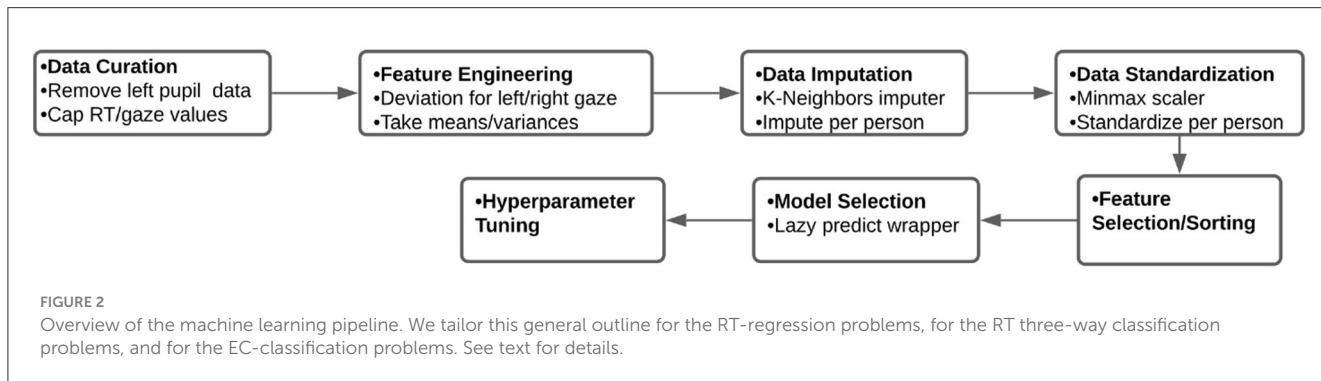 •Data Curation
•Remove left pupil data
•Cap RT/gaze values
•Feature Engineering
•Deviation for left/right gaze
•Take means/variances
•Data Imputation
•K-Neighbors imputer
•Impute per person
•Data Standardization
•Minmax scaler
•Standardize per person
•Feature
Selection/Sorting
•Model Selection
•Lazy predict wrapper
•Hyperparameter
Tuning
FIGURE 2
Overview of the machine learning pipeline. We tailor this general outline for the RT-regression problems, for the RT three-way classification
problems, and for the EC-classification problems. See text for details.